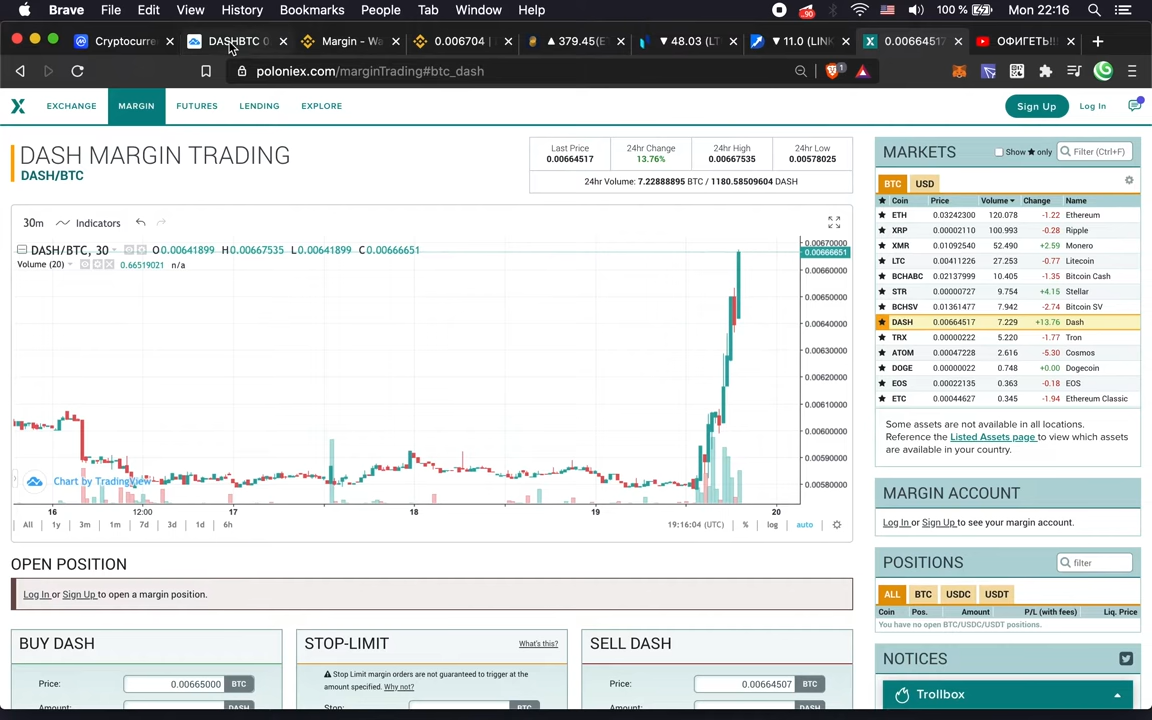 Brave File Edit View History Bookmarks People Tab Window Help .90 100 % Mon 22:16
Cryptocurre DASHBTC 0 Margin - Wa 0.006704 | ▲ 379.45(E ▼ 48.03 (LT ▼ 11.0 (LINK 0.00664517 ОФИГЕТЬ!!
poloniex.com/marginTrading#btc_dash 1
EXCHANGE MARGIN FUTURES LENDING EXPLORE Sign Up Log In
DASH MARGIN TRADING
DASH/BTC
Last Price 24hr Change 24hr High 24hr Low
0.00664517 13.76% 0.00667535 0.00578025
24hr Volume: 7.22888895 BTC / 1180.58509604 DASH
30m Indicators
DASH/BTC, 30 O0.00641899 H0.00667535 L0.00641899 C0.00666651
Volume (20) 0.66519021 n/a
0.00670000
0.00666651
0.00660000
0.00650000
0.00640000
0.00630000
0.00620000
0.00610000
0.00600000
0.00590000
0.00580000
Chart by TradingView
16 12:00 17 18 19 20
All 1y 3m 1m 7d 3d 1d 6h 19:16:04 (UTC) % log auto
OPEN POSITION
Log In or Sign Up to open a margin position.
BUY DASH
Price: 0.00665000 BTC
Amount: DASH
STOP-LIMIT What's this?
Stop Limit margin orders are not guaranteed to trigger at the
amount specified. Why not?
Stop: BTC
SELL DASH
Price: 0.00664507 BTC
Amount: DASH
MARKETS Show ★ only Filter (Ctrl+F)
BTC USD
★ Coin Price Volume ▼ Change Name
★ ETH 0.03242300 120.078 -1.22 Ethereum
★ XRP 0.00002110 100.993 -0.28 Ripple
★ XMR 0.01092540 52.490 +2.59 Monero
★ LTC 0.00411226 27.253 -0.77 Litecoin
★ BCHABC 0.02137999 10.405 -1.35 Bitcoin Cash
★ STR 0.00000727 9.754 +4.15 Stellar
★ BCHSV 0.01361477 7.942 -2.74 Bitcoin SV
★ DASH 0.00664517 7.229 +13.76 Dash
★ TRX 0.00000222 5.220 -1.77 Tron
★ ATOM 0.00047228 2.616 -5.30 Cosmos
★ DOGE 0.00000022 0.748 +0.00 Dogecoin
★ EOS 0.00022135 0.363 -0.18 EOS
★ ETC 0.00044627 0.345 -1.94 Ethereum Classic
Some assets are not available in all locations.
Reference the Listed Assets page to view which assets
are available in your country.
MARGIN ACCOUNT
Log In or Sign Up to see your margin account.
POSITIONS filter
ALL BTC USDC USDT
Coin Pos. Amount P/L (with fees) Liq. Price
You have no open BTC/USDC/USDT positions.
NOTICES
Trollbox